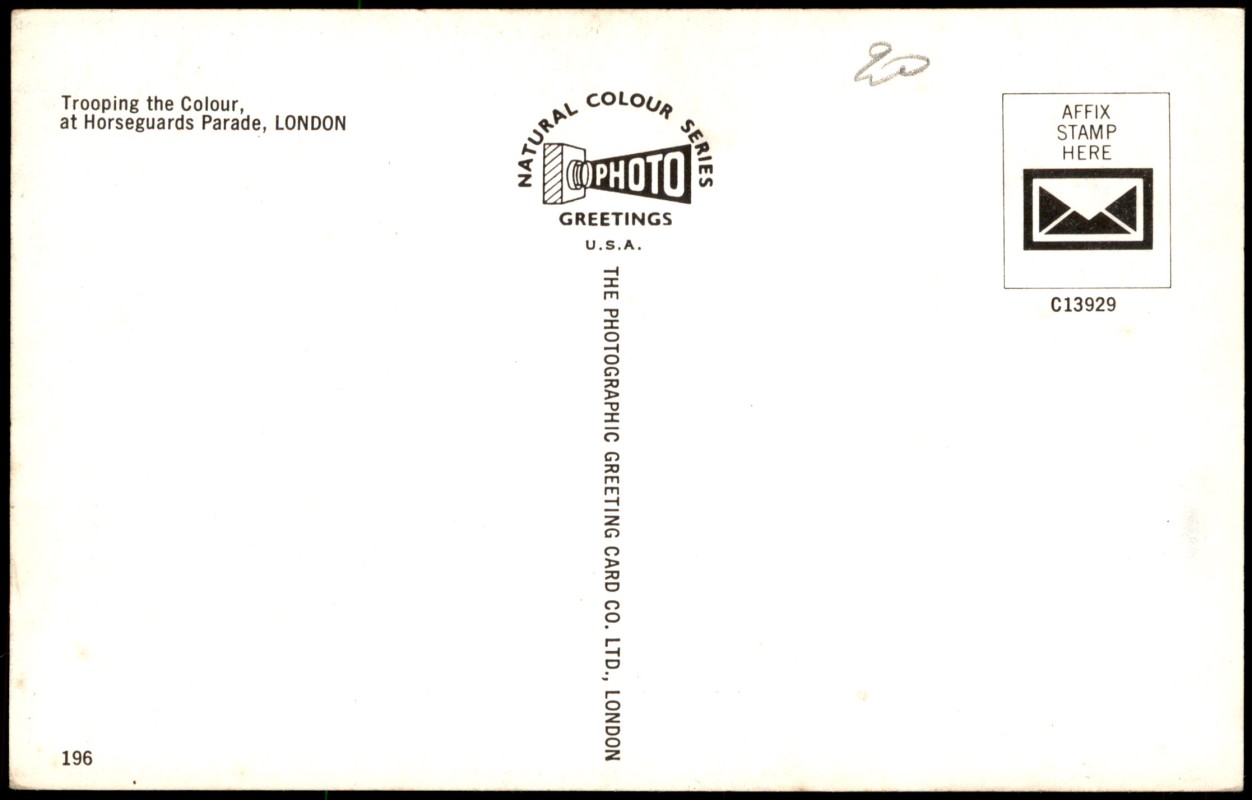 Trooping the Colour,
at Horseguards Parade, LONDON
NATURAL COLOUR SERIES
PHOTO
GREETINGS
U.S.A.
THE PHOTOGRAPHIC GREETING CARD CO. LTD., LONDON
AFFIX
STAMP
HERE
C13929
196